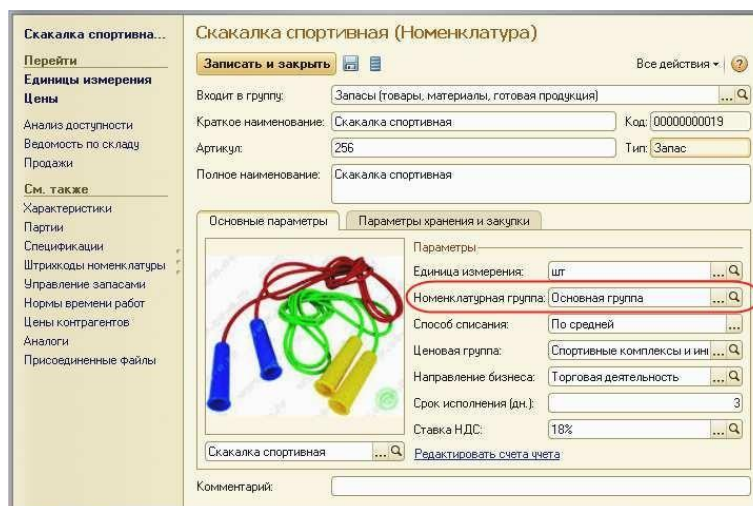 Скакалка спортивна...
Перейти
Единицы измерения
Цены
Анализ доступности
Ведомость по складу
Продажи
См. также
Характеристики
Партии
Спецификации
Штрихкоды номенклатуры
Управление запасами
Нормы времени работ
Цены контрагентов
Аналоги
Присоединенные файлы
Скакалка спортивная (Номенклатура)
Записать и закрыть
Все действия
Входит в группу: Запасы (товары, материалы, готовая продукция) ...
Краткое наименование: Скакалка спортивная Код: 00000000019
Артикул: 256 Тип: Запас
Полное наименование: Скакалка спортивная
Основные параметры Параметры хранения и закупки
Параметры
Единица измерения: шт ...
Номенклатурная группа: Основная группа ...
Способ списания: По средней ...
Ценовая группа: Спортивные комплексы и ин ...
Направление бизнеса: Торговая деятельность ...
Срок исполнения (дн.): 3
Ставка НДС: 18% ...
Скакалка спортивная ... Редактировать счета учета
Комментарий: